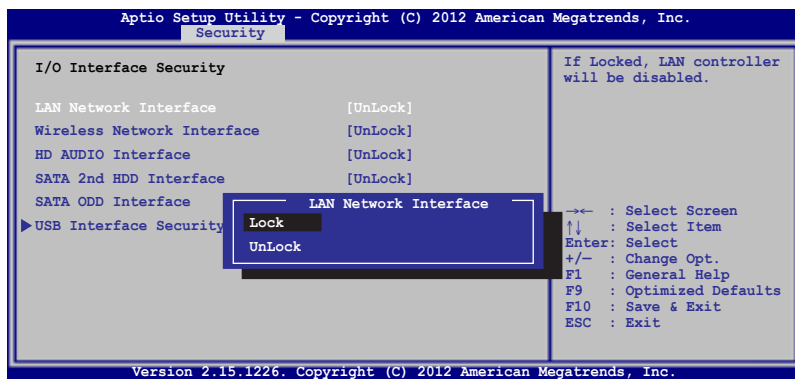 Aptio Setup Utility - Copyright (C) 2012 American Megatrends, Inc.
Security
I/O Interface Security
LAN Network Interface [UnLock]
Wireless Network Interface [UnLock]
HD AUDIO Interface [UnLock]
SATA 2nd HDD Interface [UnLock]
SATA ODD Interface
USB Interface Security
LAN Network Interface
Lock
UnLock
If Locked, LAN controller
will be disabled.
→← : Select Screen
↑↓ : Select Item
Enter: Select
+/— : Change Opt.
F1 : General Help
F9 : Optimized Defaults
F10 : Save & Exit
ESC : Exit
Version 2.15.1226. Copyright (C) 2012 American Megatrends, Inc.